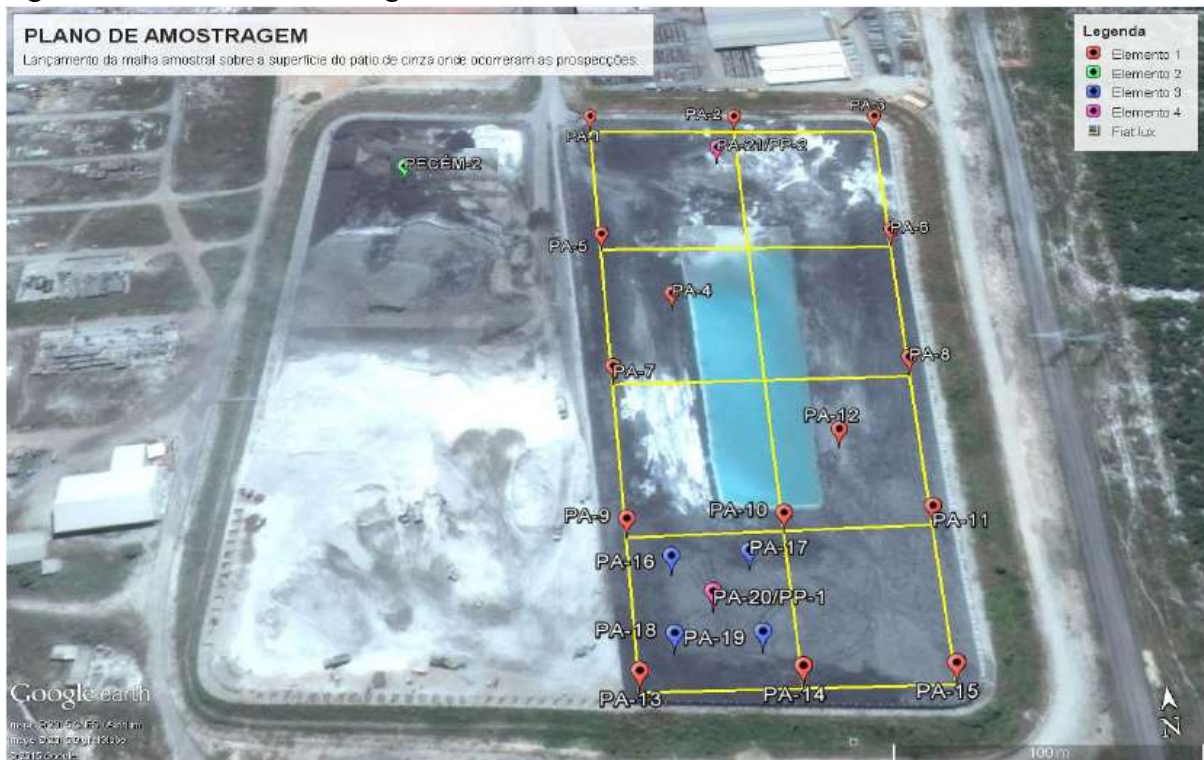 PLANO DE AMOSTRAGEM
Lançamento da malha amostral sobre a superfície do pátio de cinza onde ocorreram as prospecções.
Legenda
Elemento 1
Elemento 2
Elemento 3
Elemento 4
Fiat lux
PA-1
PA-2
PA-3
PECÉM-2
PA-21/PP-2
PA-5
PA-6
PA-4
PA-7
PA-8
PA-12
PA-9
PA-10
PA-11
PA-16
PA-17
PA-20/PP-1
PA-18
PA-19
PA-13
PA-14
PA-15
Google earth
N
100 m